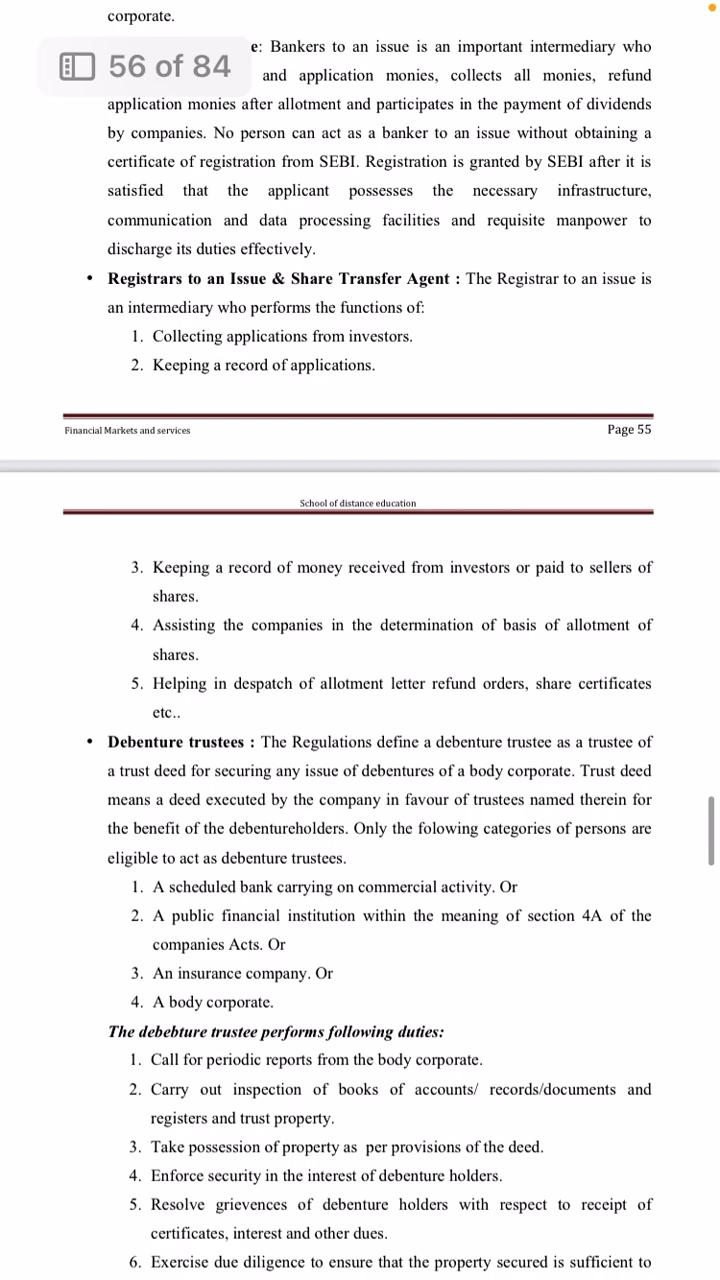 corporate.
e: Bankers to an issue is an important intermediary who
56 of 84
and application monies, collects all monies, refund
application monies after allotment and participates in the payment of dividends
by companies. No person can act as a banker to an issue without obtaining a
certificate of registration from SEBI. Registration is granted by SEBI after it is
satisfied that the applicant possesses the necessary infrastructure,
communication and data processing facilities and requisite manpower to
discharge its duties effectively.
• Registrars to an Issue & Share Transfer Agent : The Registrar to an issue is
an intermediary who performs the functions of:
1. Collecting applications from investors.
2. Keeping a record of applications.
Financial Markets and services Page 55
School of distance education
3. Keeping a record of money received from investors or paid to sellers of
shares.
4. Assisting the companies in the determination of basis of allotment of
shares.
5. Helping in despatch of allotment letter refund orders, share certificates
etc..
• Debenture trustees : The Regulations define a debenture trustee as a trustee of
a trust deed for securing any issue of debentures of a body corporate. Trust deed
means a deed executed by the company in favour of trustees named therein for
the benefit of the debentureholders. Only the folowing categories of persons are
eligible to act as debenture trustees.
1. A scheduled bank carrying on commercial activity. Or
2. A public financial institution within the meaning of section 4A of the
companies Acts. Or
3. An insurance company. Or
4. A body corporate.
The debebture trustee performs following duties:
1. Call for periodic reports from the body corporate.
2. Carry out inspection of books of accounts/ records/documents and
registers and trust property.
3. Take possession of property as per provisions of the deed.
4. Enforce security in the interest of debenture holders.
5. Resolve grievences of debenture holders with respect to receipt of
certificates, interest and other dues.
6. Exercise due diligence to ensure that the property secured is sufficient to